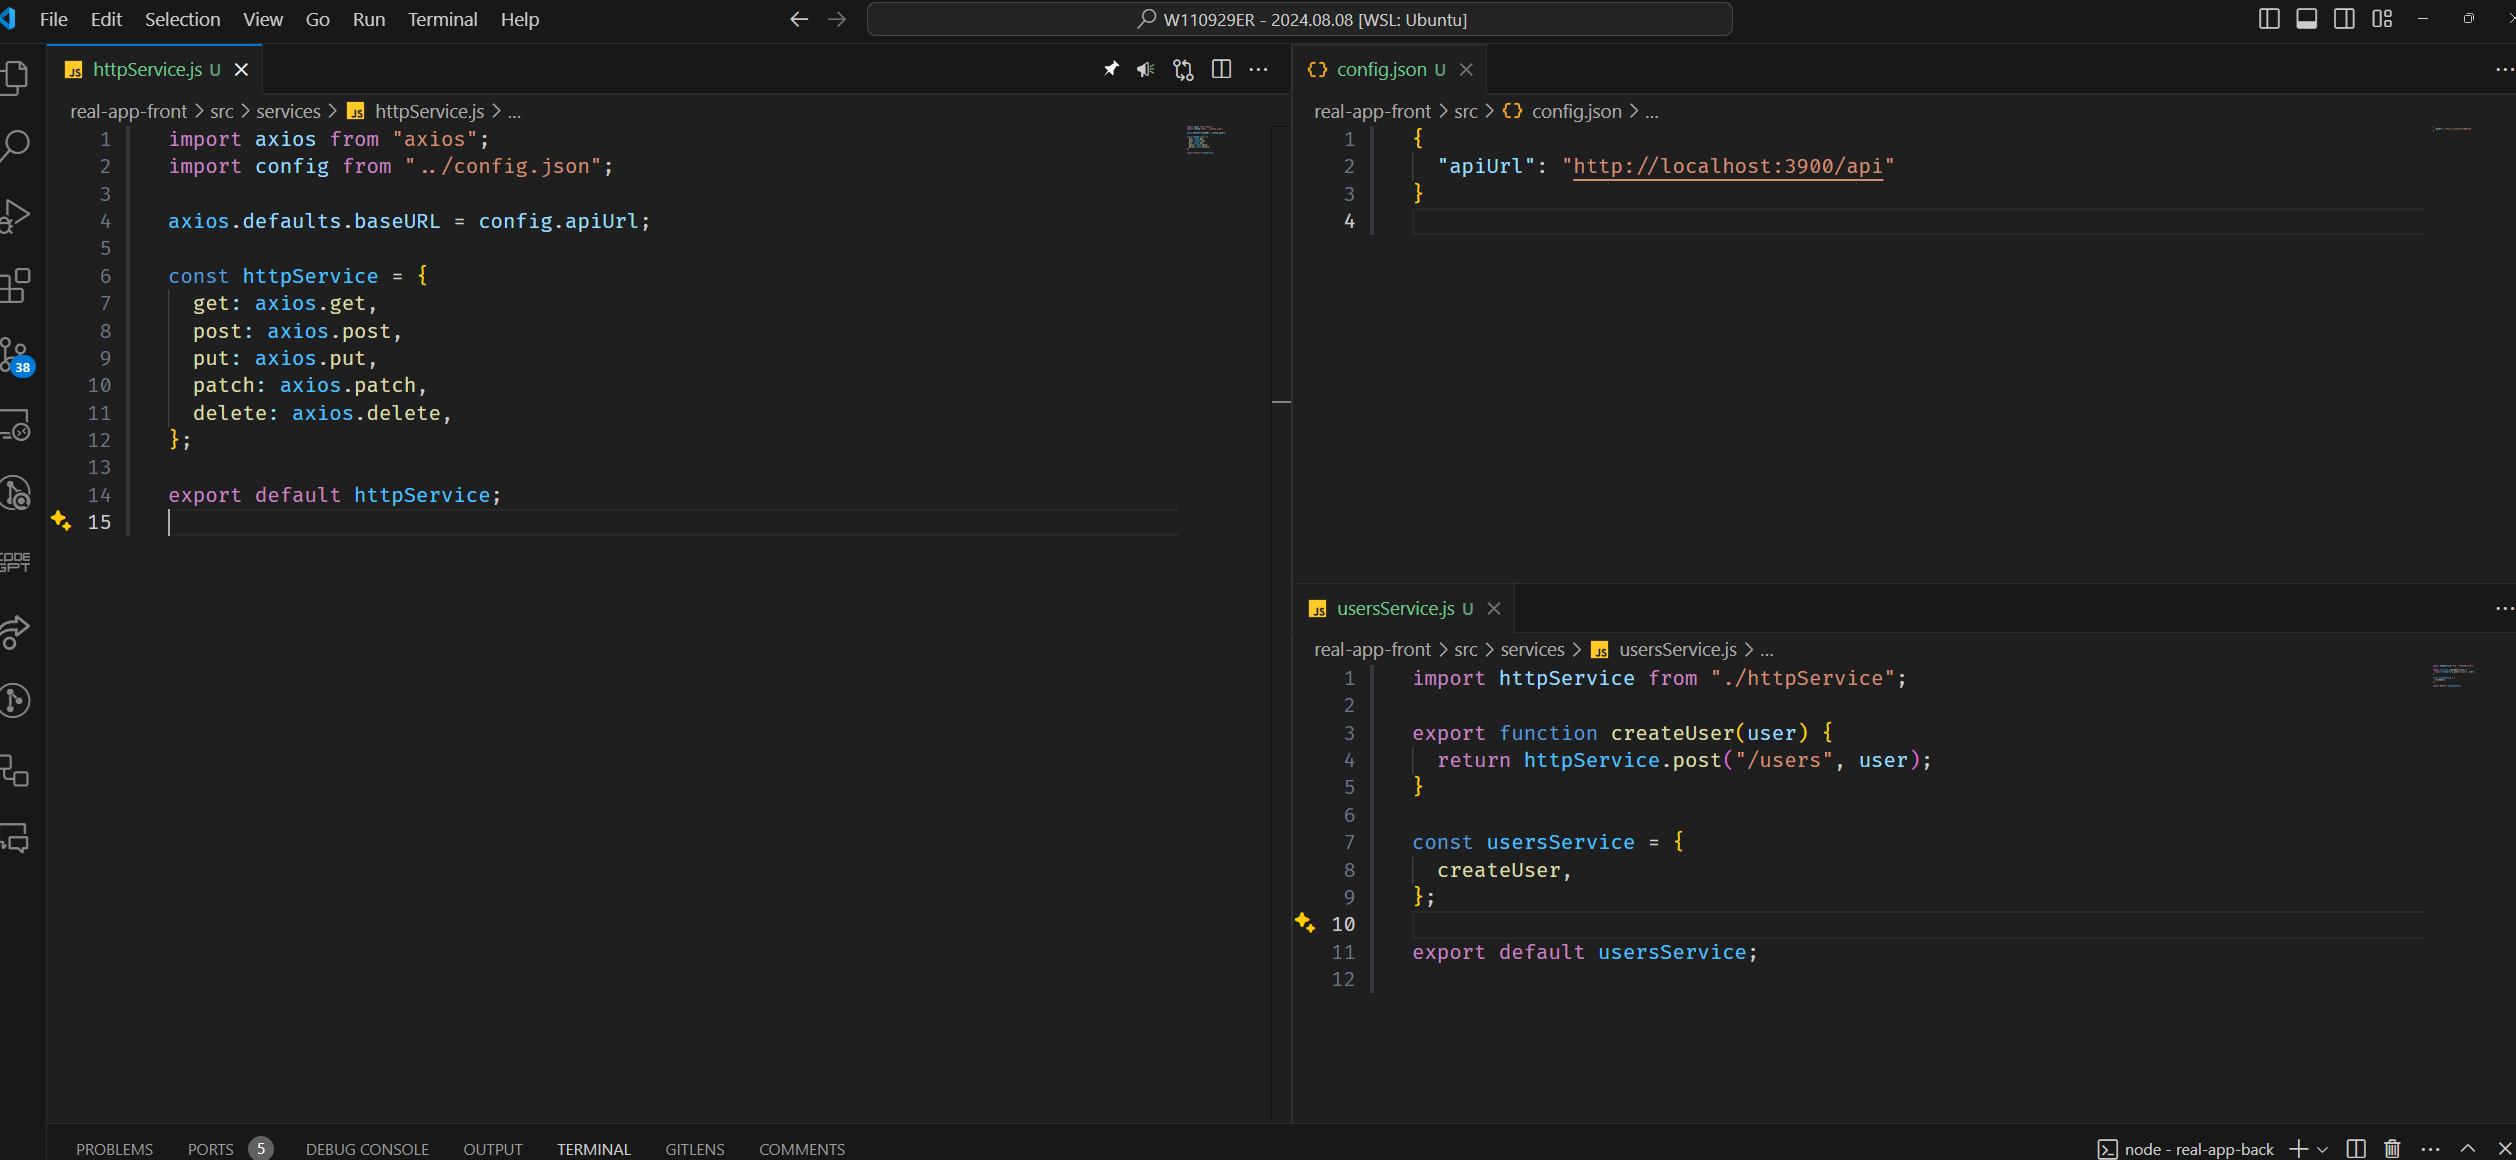 File Edit Selection View Go Run Terminal Help
W110929ER - 2024.08.08 [WSL: Ubuntu]
JS httpService.js U
real-app-front > src > services > JS httpService.js > ...
1 import axios from "axios";
2 import config from "../config.json";
3
4 axios.defaults.baseURL = config.apiUrl;
5
6 const httpService = {
7 get: axios.get,
8 post: axios.post,
9 put: axios.put,
10 patch: axios.patch,
11 delete: axios.delete,
12 };
13
14 export default httpService;
15
38
CODE
GPT
{} config.json U
real-app-front > src > {} config.json > ...
1 {
2 "apiUrl": "http://localhost:3900/api"
3 }
4
JS usersService.js U
real-app-front > src > services > JS usersService.js > ...
1 import httpService from "./httpService";
2
3 export function createUser(user) {
4 return httpService.post("/users", user);
5 }
6
7 const usersService = {
8 createUser,
9 };
10
11 export default usersService;
12
PROBLEMS PORTS 5 DEBUG CONSOLE OUTPUT TERMINAL GITLENS COMMENTS
node - real-app-back